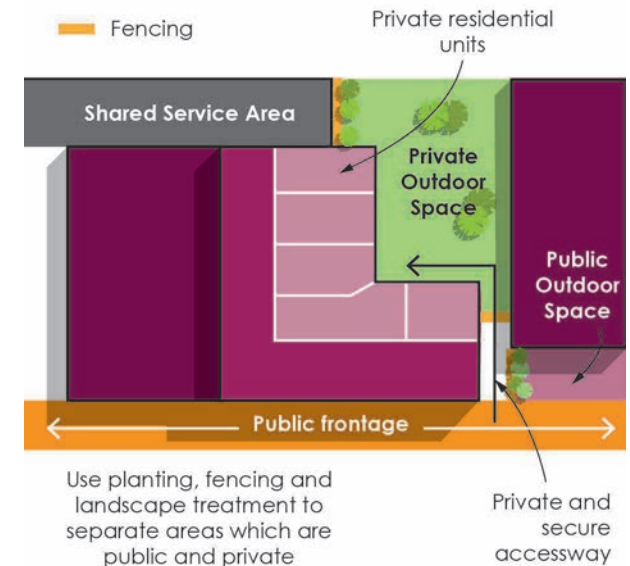 Fencing
Private residential
units
Shared Service Area
Private
Outdoor
Space
Public
Outdoor
Space
Public frontage
Use planting, fencing and
landscape treatment to
separate areas which are
public and private
Private and
secure
accessway